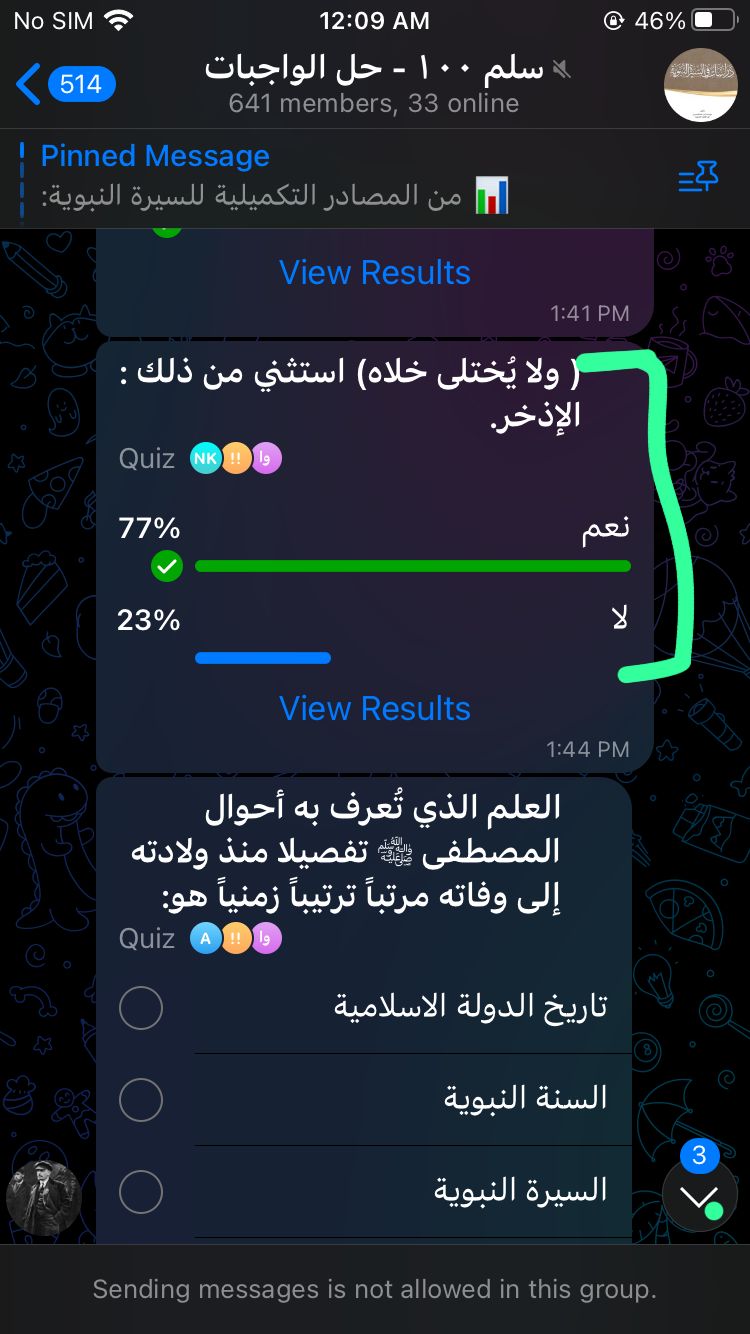 No SIM 12:09 AM 46%
514
سلم ١٠٠ - حل الواجبات
641 members, 33 online
Pinned Message
📊 من المصادر التكميلية للسيرة النبوية:
View Results
1:41 PM
( ولا يُختلى خلاه) استثني من ذلك :
الإذخر.
Quiz NK !! وا
77% نعم
23% لا
View Results
1:44 PM
العلم الذي تُعرف به أحوال
المصطفى ﷺ تفصيلا منذ ولادته
إلى وفاته مرتباً ترتيباً زمنياً هو:
Quiz A !! وا
تاريخ الدولة الاسلامية
السنة النبوية
السيرة النبوية
3
Sending messages is not allowed in this group.